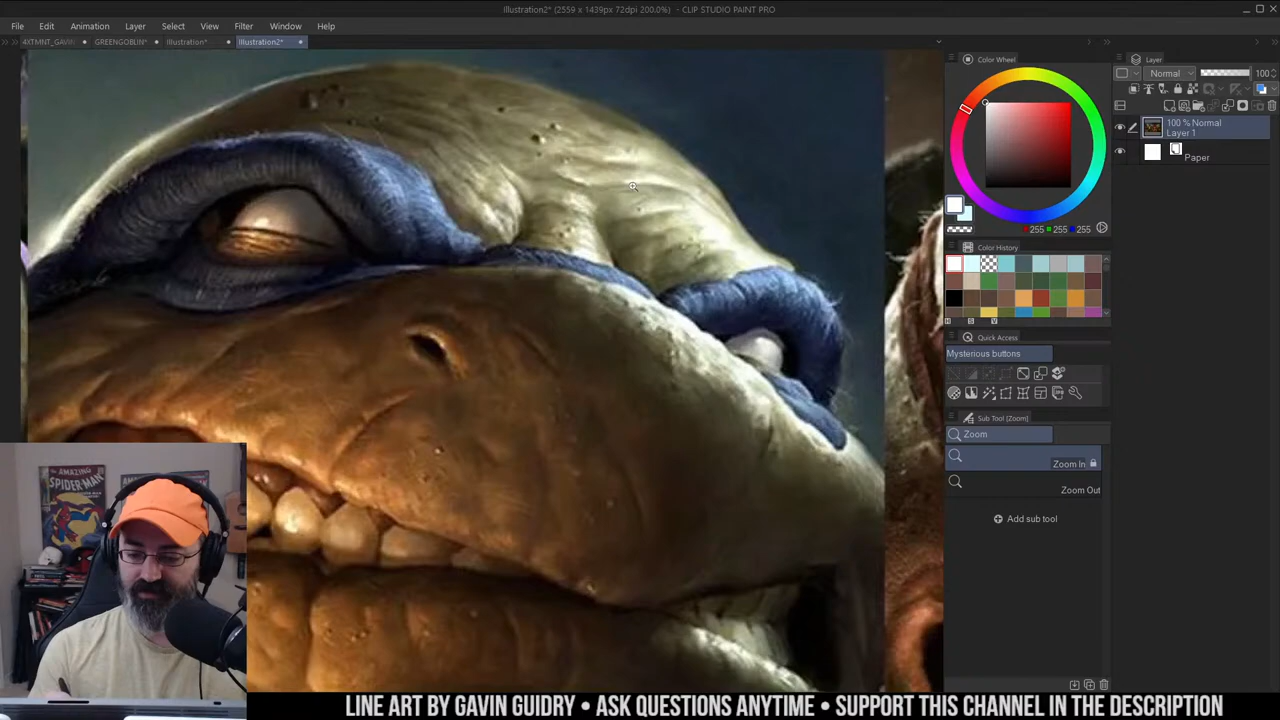 Illustration2* (2559 x 1439px 72dpi 200.0%) - CLIP STUDIO PAINT PRO
File Edit Animation Layer Select View Filter Window Help
4XTMNT_GAVIN GREENGOBLIN* Illustration* Illustration2*
Color Wheel
255 255 255
Color History
H S V
Quick Access
Mysterious buttons
Sub Tool [Zoom]
Zoom
Zoom In
Zoom Out
Add sub tool
Layer
Normal 100
100 % Normal
Layer 1
Paper
AMAZING
SPIDER-MAN
LINE ART BY GAVIN GUIDRY • ASK QUESTIONS ANYTIME • SUPPORT THIS CHANNEL IN THE DESCRIPTION